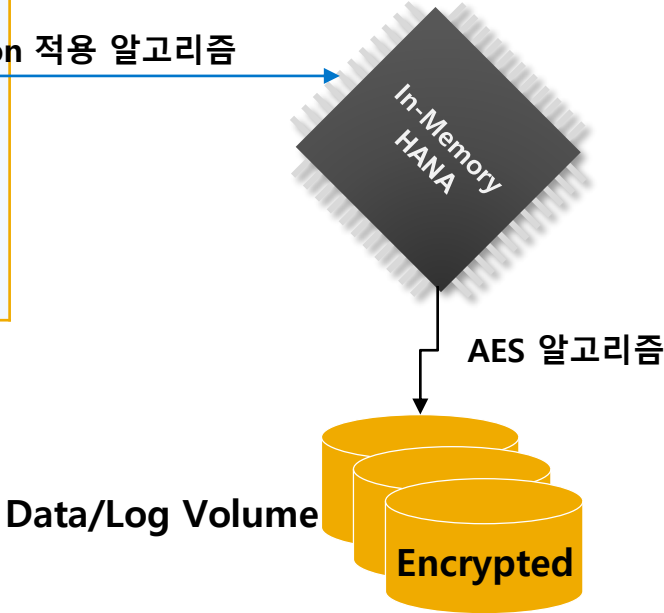 on 적용 알고리즘
In-Memory
HANA
AES 알고리즘
Data/Log Volume
Encrypted